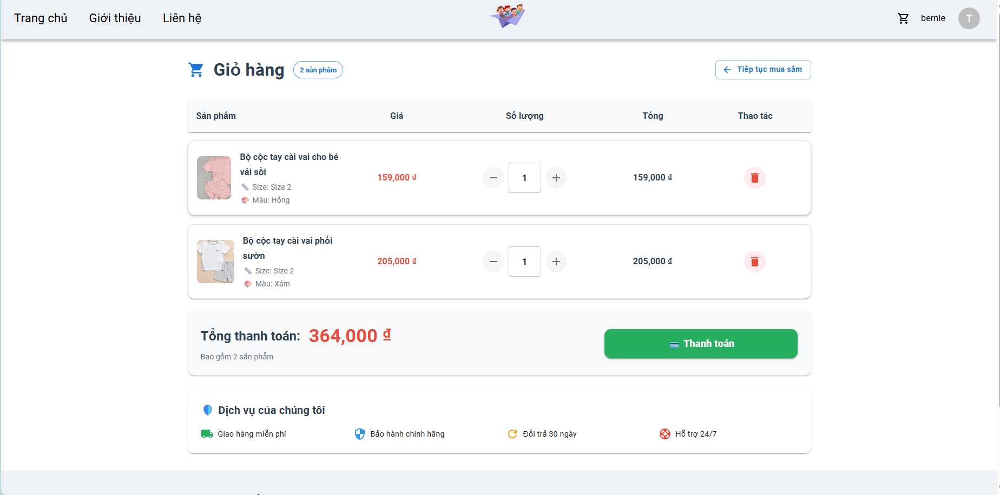 Trang chủ
Giới thiệu
Liên hệ
bernie
T
Giỏ hàng
2 sản phẩm
Tiếp tục mua sắm
Sản phẩm
Giá
Số lượng
Tổng
Thao tác
Bộ cộc tay cài vai cho bé
vải sồi
Size: Size 2
Màu: Hồng
159,000 ₫
1
159,000 ₫
Bộ cộc tay cài vai phối
sườn
Size: Size 2
Màu: Xám
205,000 ₫
1
205,000 ₫
Tổng thanh toán: 364,000 ₫
Bao gồm 2 sản phẩm
Thanh toán
Dịch vụ của chúng tôi
Giao hàng miễn phí
Bảo hành chính hãng
Đổi trả 30 ngày
Hỗ trợ 24/7